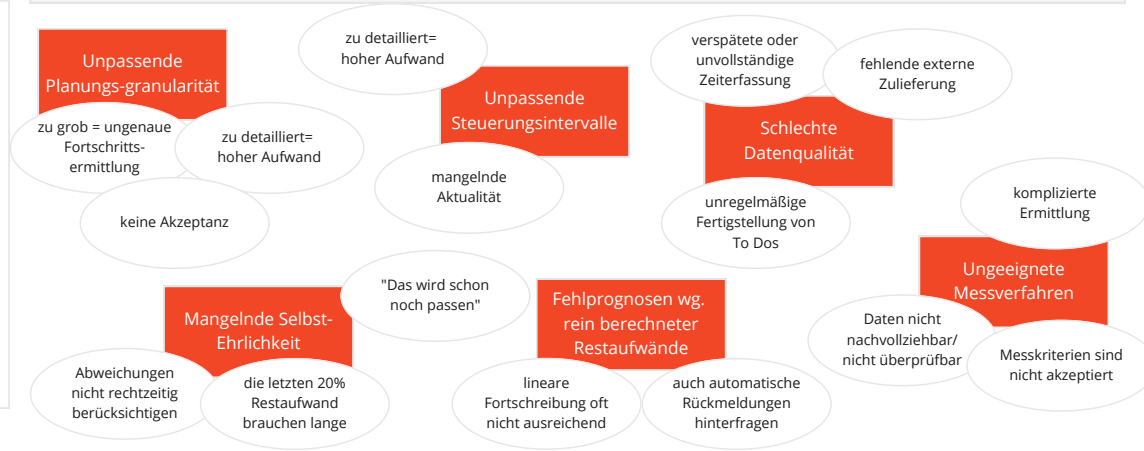 Unpassende
Planungs-granularität
zu grob = ungenaue
Fortschritts-
ermittlung
zu detailliert=
hoher Aufwand
keine Akzeptanz
zu detailliert=
hoher Aufwand
Unpassende
Steuerungsintervalle
mangelnde
Aktualität
verspätete oder
unvollständige
Zeiterfassung
fehlende externe
Zulieferung
Schlechte
Datenqualität
unregelmäßige
Fertigstellung von
To Dos
komplizierte
Ermittlung
Ungeeignete
Messverfahren
Daten nicht
nachvollziehbar/
nicht überprüfbar
Messkriterien sind
nicht akzeptiert
"Das wird schon
noch passen"
Mangelnde Selbst-
Ehrlichkeit
Abweichungen
nicht rechtzeitig
berücksichtigen
die letzten 20%
Restaufwand
brauchen lange
Fehlprognosen wg.
rein berechneter
Restaufwände
lineare
Fortschreibung oft
nicht ausreichend
auch automatische
Rückmeldungen
hinterfragen